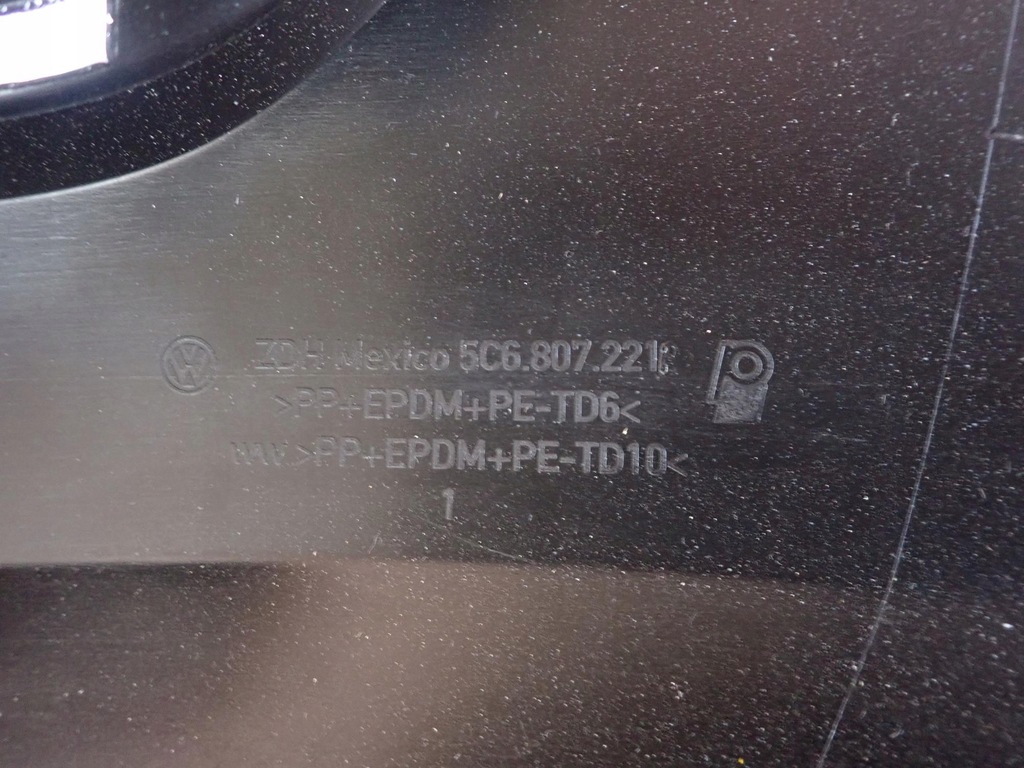 ZDH Mexico 5C6.807.221
>PP+EPDM+PE-TD6<
>PP+EPDM+PE-TD10<
1